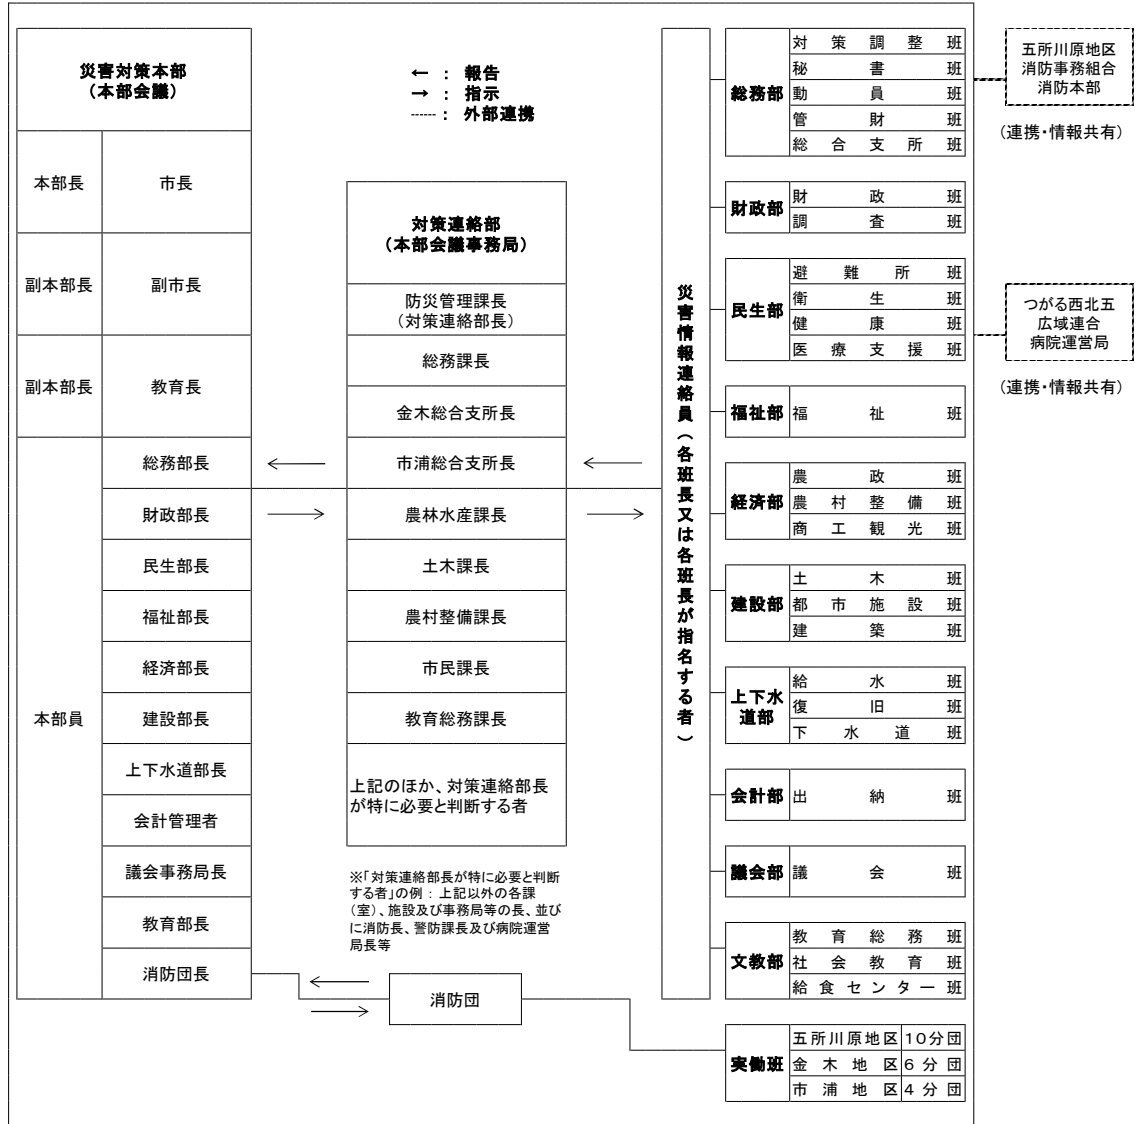 災害対策本部
（本部会議）
本部長
市長
副本部長
副市長
副本部長
教育長
本部員
総務部長
財政部長
民生部長
福祉部長
経済部長
建設部長
上下水道部長
会計管理者
議会事務局長
教育部長
消防団長
← ： 報告
→ ： 指示
------ ： 外部連携
対策連絡部
（本部会議事務局）
防災管理課長
（対策連絡部長）
総務課長
金木総合支所長
市浦総合支所長
農林水産課長
土木課長
農村整備課長
市民課長
教育総務課長
上記のほか、対策連絡部長
が特に必要と判断する者
※「対策連絡部長が特に必要と判断
する者」の例 ： 上記以外の各課
（室）、施設及び事務局等の長、並び
に消防長、警防課長及び病院運営
局長等
消防団
災害情報連絡員（各班長又は各班長が指名する者）
総務部
対策調整班
秘書班
動員班
管財班
総合支所班
財政部
財政班
調査班
民生部
避難所班
衛生班
健康班
医療支援班
福祉部
福祉班
経済部
農政班
農村整備班
商工観光班
建設部
土木班
都市施設班
建築班
上下水
道部
給水班
復旧班
下水道班
会計部
出納班
議会部
議会班
文教部
教育総務班
社会教育班
給食センター班
実働班
五所川原地区 10分団
金木地区 6分団
市浦地区 4分団
五所川原地区
消防事務組合
消防本部
（連携・情報共有）
つがる西北五
広域連合
病院運営局
（連携・情報共有）